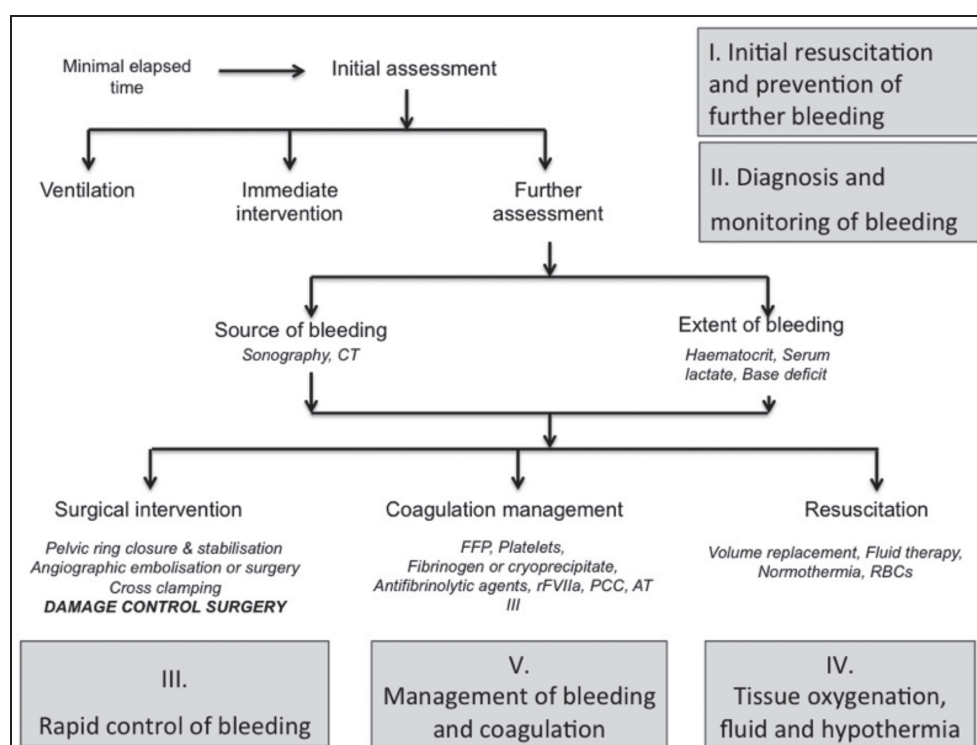 Minimal elapsed
time
Initial assessment
I. Initial resuscitation
and prevention of
further bleeding
II. Diagnosis and
monitoring of bleeding
Ventilation
Immediate
intervention
Further
assessment
Source of bleeding
Sonography, CT
Extent of bleeding
Haematocrit, Serum
lactate, Base deficit
Surgical intervention
Pelvic ring closure & stabilisation
Angiographic embolisation or surgery
Cross clamping
DAMAGE CONTROL SURGERY
Coagulation management
FFP, Platelets,
Fibrinogen or cryoprecipitate,
Antifibrinolytic agents, rFVIIa, PCC, AT
III
Resuscitation
Volume replacement, Fluid therapy,
Normothermia, RBCs
III.
Rapid control of bleeding
V.
Management of bleeding
and coagulation
IV.
Tissue oxygenation,
fluid and hypothermia